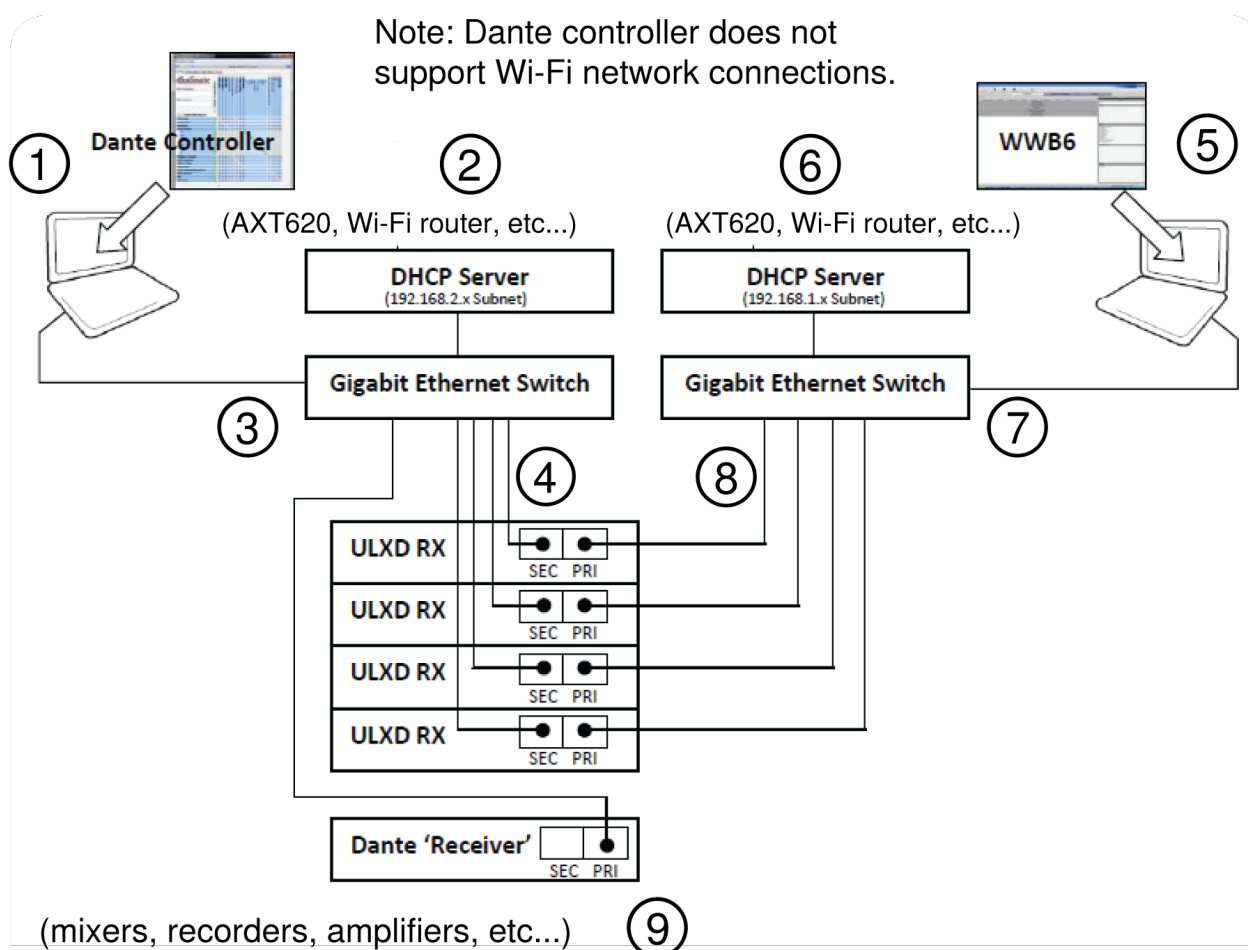 Note: Dante controller does not
support Wi-Fi network connections.
1
Dante Controller
2
6
WWB6
5
(AXT620, Wi-Fi router, etc...)
(AXT620, Wi-Fi router, etc...)
DHCP Server
(192.168.2.x Subnet)
DHCP Server
(192.168.1.x Subnet)
Gigabit Ethernet Switch
Gigabit Ethernet Switch
3
7
4
8
ULXD RX
SEC PRI
ULXD RX
SEC PRI
ULXD RX
SEC PRI
ULXD RX
SEC PRI
Dante ‘Receiver’
SEC PRI
(mixers, recorders, amplifiers, etc...)
9